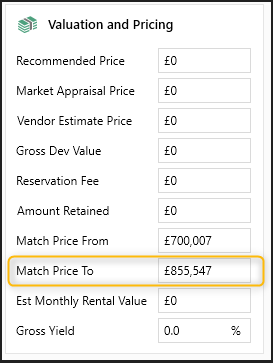 Valuation and Pricing
Recommended Price £0
Market Appraisal Price £0
Vendor Estimate Price £0
Gross Dev Value £0
Reservation Fee £0
Amount Retained £0
Match Price From £700,007
Match Price To £855,547
Est Monthly Rental Value £0
Gross Yield 0.0 %